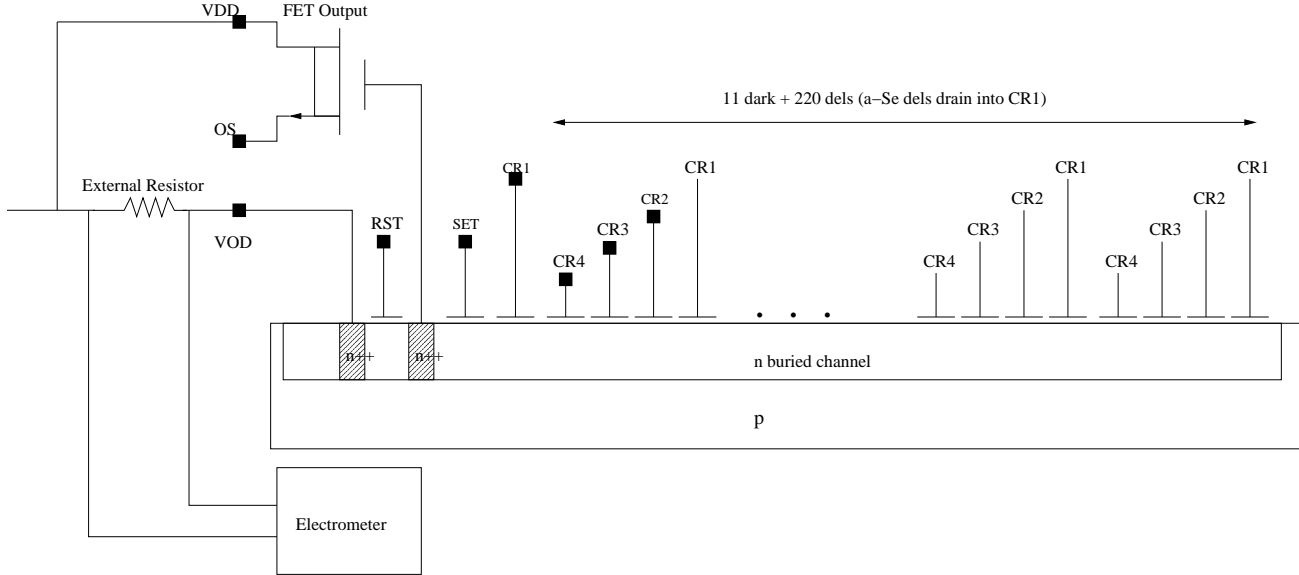 VDD
FET Output
11 dark + 220 dels (a−Se dels drain into CR1)
OS
External Resistor
VOD
RST
SET
CR1
CR4
CR3
CR2
CR1
CR4
CR3
CR2
CR1
CR4
CR3
CR2
CR1
n++
n++
n buried channel
p
Electrometer